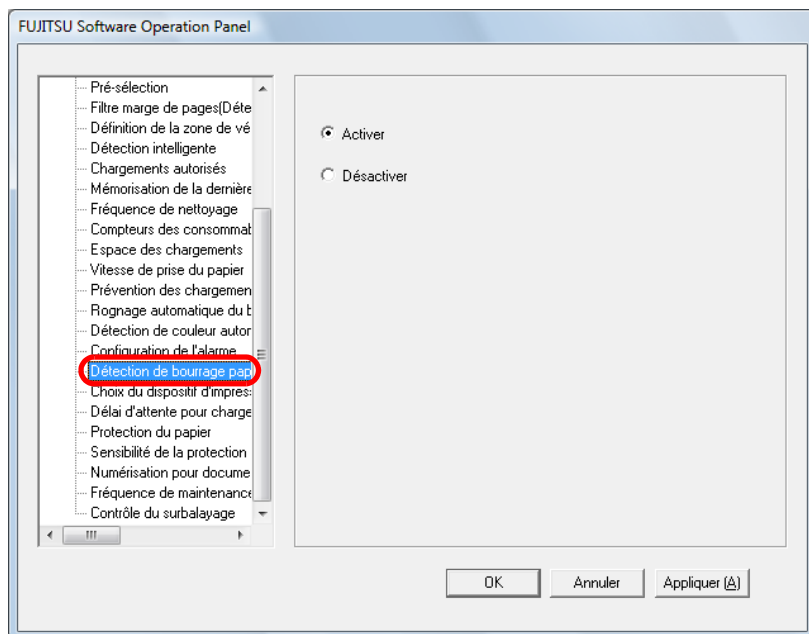 FUJITSU Software Operation Panel
Pré-sélection
Filtre marge de pages(Déte
Définition de la zone de vé
Détection intelligente
Chargements autorisés
Mémorisation de la dernière
Fréquence de nettoyage
Compteurs des consommab
Espace des chargements
Vitesse de prise du papier
Prévention des chargemen
Rognage automatique du b
Détection de couleur autor
Configuration de l'alarme
Détection de bourrage pap
Choix du dispositif d'impres
Délai d'attente pour charge
Protection du papier
Sensibilité de la protection
Numérisation pour docume
Fréquence de maintenance
Contrôle du surbalayage
Activer
Désactiver
OK Annuler Appliquer (A)